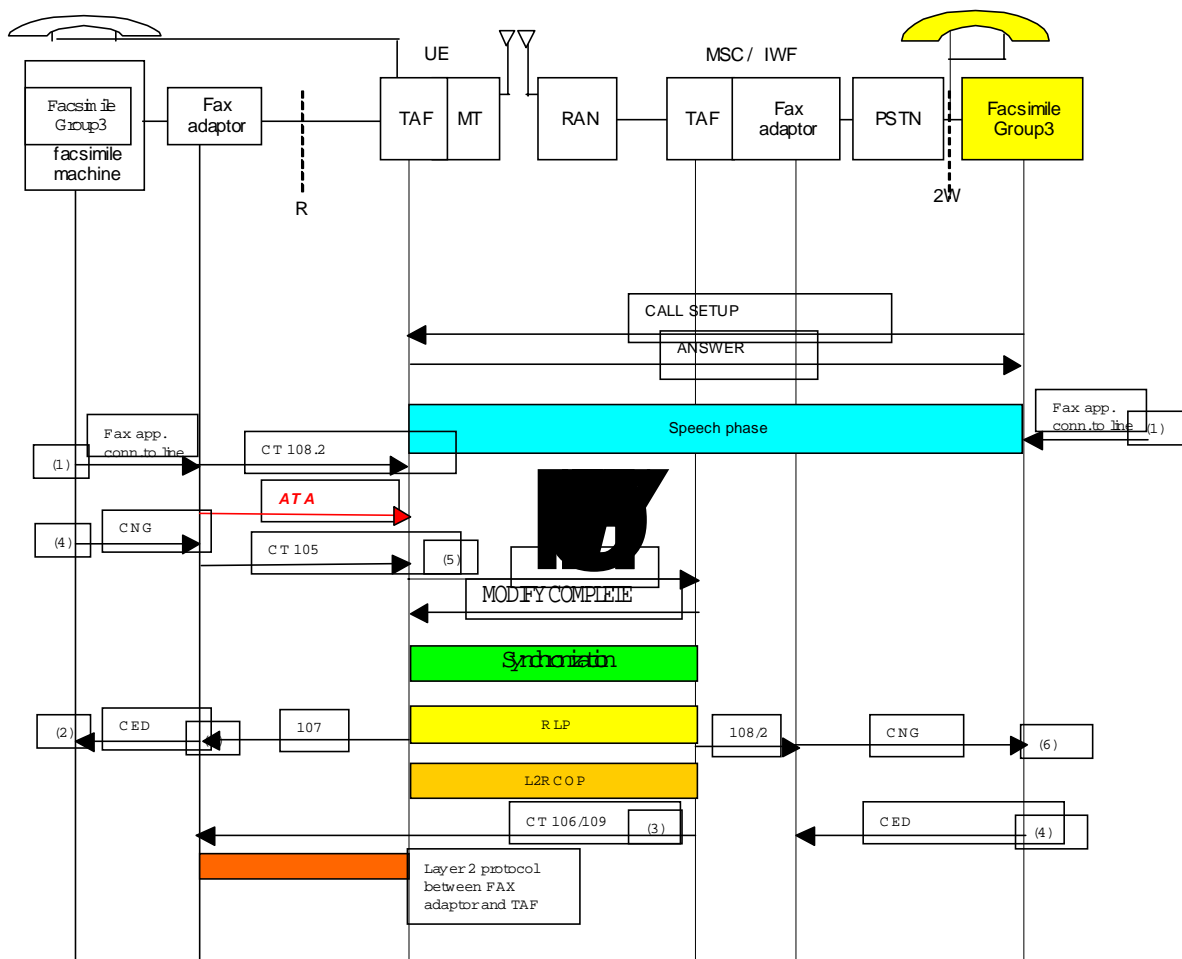 UE
MSC / IWF
Facsimile
Group3
facsimile
machine
Fax
adaptor
TAF
MT
RAN
TAF
Fax
adaptor
PSTN
Facsimile
Group3
R
2W
CALL SETUP
ANSWER
Speech phase
Fax app.
conn.to line
(1)
Fax app.
conn.to line
(1)
CT 108.2
ATA
CNG
(4)
CT 105
(5)
MODIFY COMPLETE
Synchronization
(2)
CED
107
RLP
108/2
CNG
(6)
L2RCOP
CT 106/109
(3)
CED
(4)
Layer 2 protocol
between FAX
adaptor and TAF